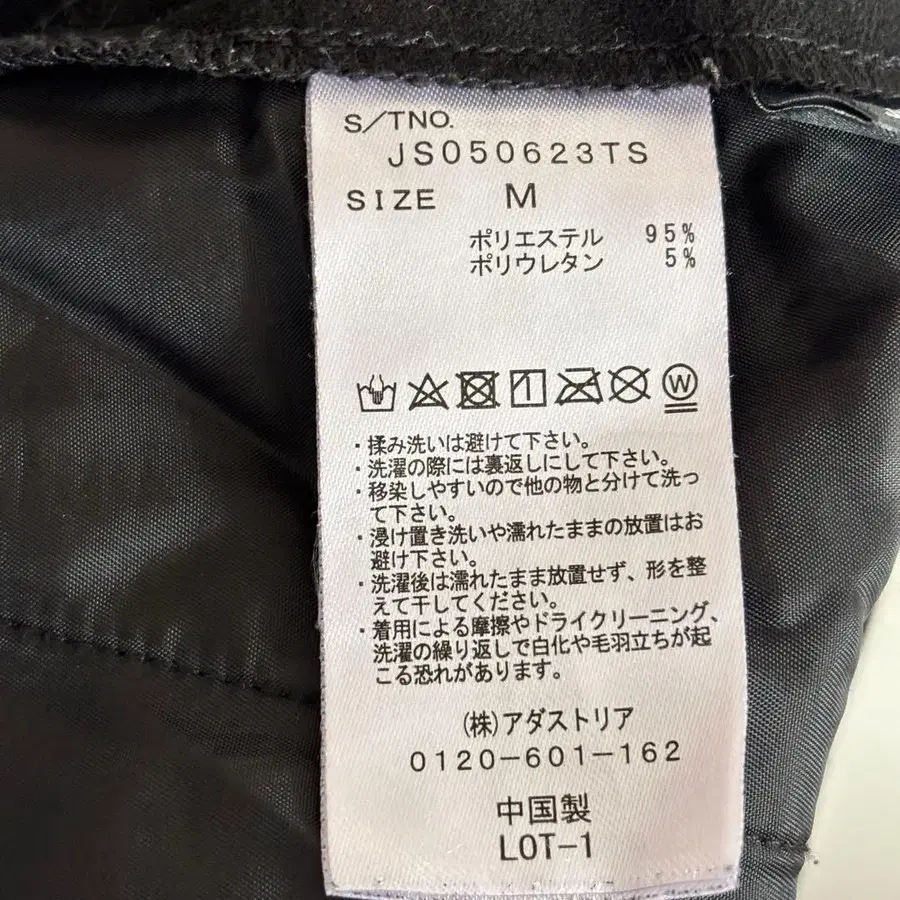 S/TNO.
JS050623TS
SIZE M
ポリエステル 95%
ポリウレタン 5%
W
・揉み洗いは避けて下さい。
・洗濯の際には裏返しにして下さい。
・移染しやすいので他の物と分けて洗っ
て下さい。
・浸け置き洗いや濡れたままの放置はお
避け下さい。
・洗濯後は濡れたまま放置せず、形を整
えて干してください。
・着用による摩擦やドライクリーニング、
洗濯の繰り返しで白化や毛羽立ちが起
こる恐れがあります。
(株)アダストリア
0120-601-162
中国製
LOT-1